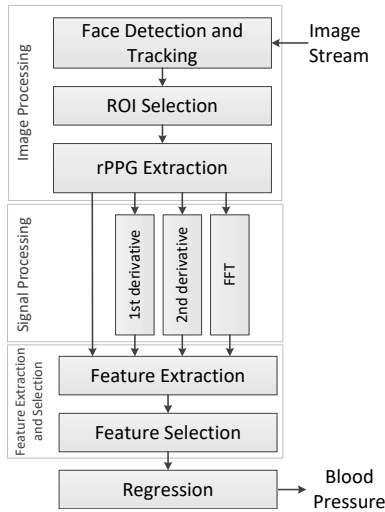 Face Detection and
Tracking
Image
Stream
ROI Selection
rPPG Extraction
Image Processing
1st derivative
2nd derivative
FFT
Signal Processing
Feature Extraction
Feature Selection
Feature Extraction
and Selection
Regression
Blood
Pressure